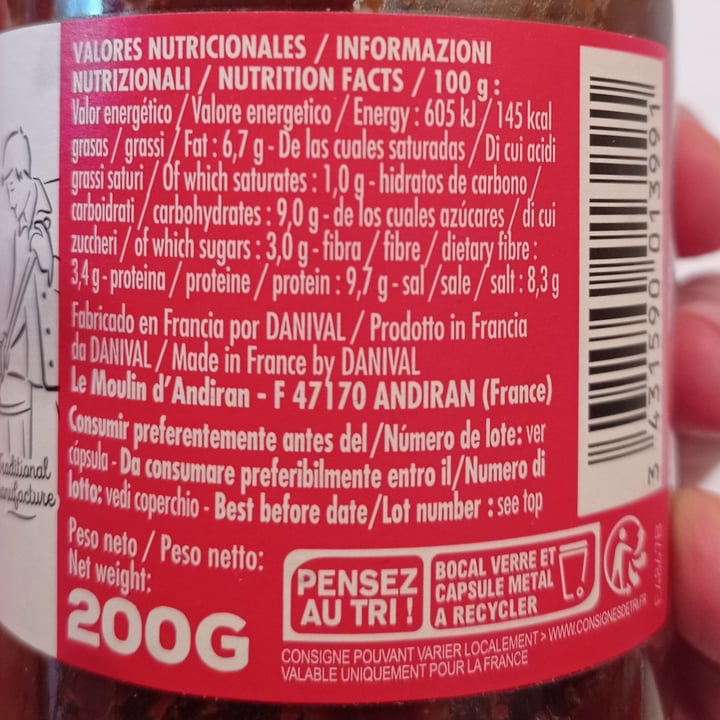 VALORES NUTRICIONALES / INFORMAZIONI
NUTRIZIONALI / NUTRITION FACTS / 100 g :
Valor energético / Valore energetico / Energy : 605 kJ / 145 kcal
grasas / grassi / Fat : 6,7 g - De las cuales saturadas / Di cui acidi
grassi saturi / Of which saturates : 1,0 g - hidratos de carbono /
carboidrati / carbohydrates : 9,0 g - de los cuales azúcares / di cui
zuccheri / of which sugars : 3,0 g - fibra / fibre / dietary fibre :
3,4 g - proteina / proteine / protein : 9,7 g - sal / sale / salt : 8,3 g
Fabricado en Francia por DANIVAL / Prodotto in Francia
da DANIVAL / Made in France by DANIVAL
Le Moulin d'Andiran - F 47170 ANDIRAN (France)
Consumir preferentemente antes del / Número de lote: ver
cápsula - Da consumare preferibilmente entro il / Numero di
lotto: vedi coperchio - Best before date / Lot number : see top
Peso neto / Peso netto:
Net weight:
200G
PENSEZ
AU TRI !
BOCAL VERRE ET
CAPSULE METAL
A RECYCLER
CONSIGNE POUVANT VARIER LOCALEMENT > WWW.CONSIGNESDETRI.FR
VALABLE UNIQUEMENT POUR LA FRANCE
3 431590 013991
Traditional